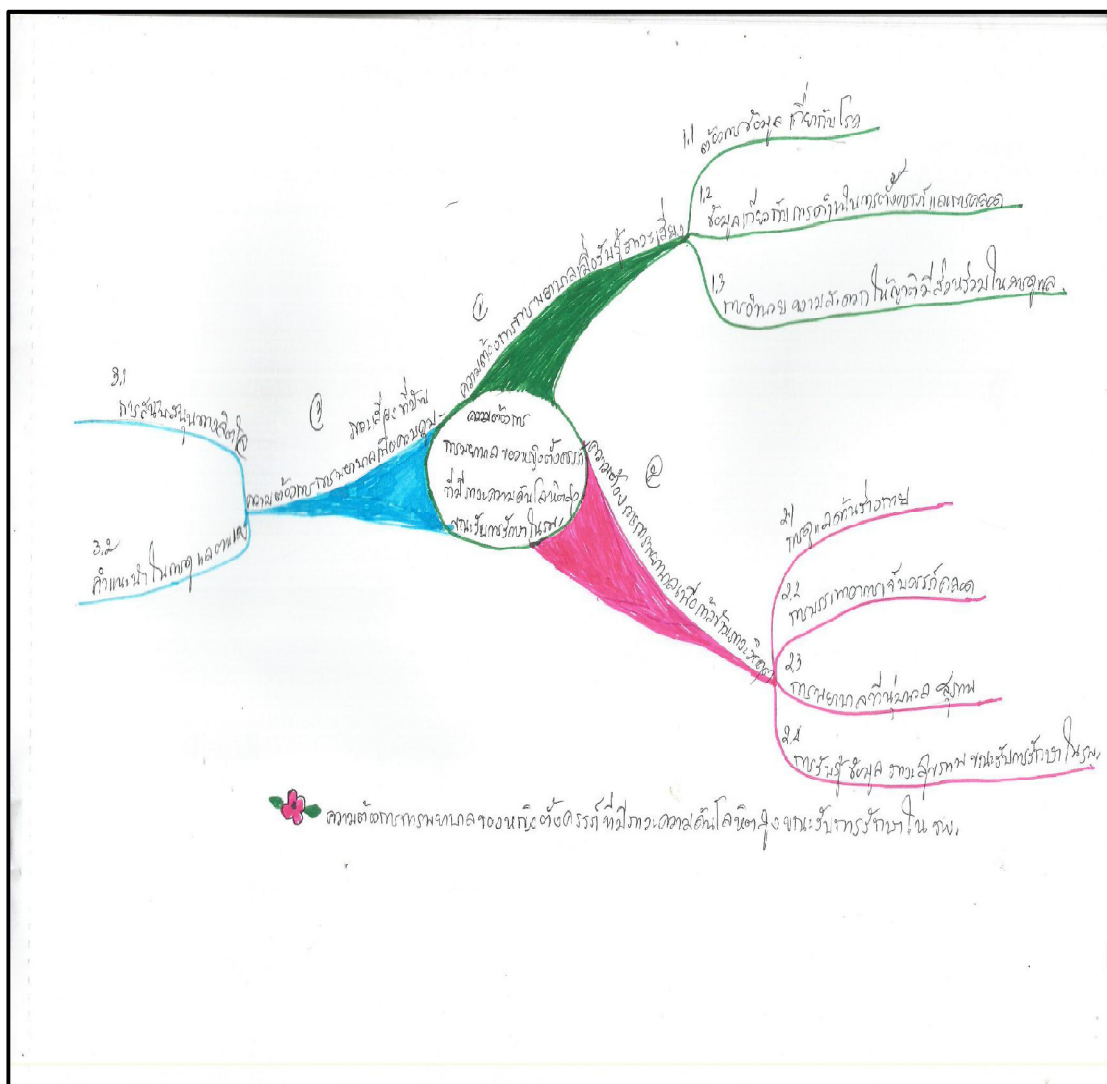 ความต้องการ
การพยาบาลของหญิงตั้งครรภ์
ที่มีภาวะความดันโลหิตสูง
ขณะรับการรักษาใน รพ.
①
ความต้องการการพยาบาลเมื่อรับรู้ภาวะเสี่ยง
1.1
ต้องการข้อมูลเกี่ยวกับโรค
1.2
ข้อมูลเกี่ยวกับการดำเนินการตั้งครรภ์และการคลอด
1.3
การอำนวยความสะดวกให้ญาติมีส่วนร่วมในการดูแล
②
ความต้องการการพยาบาลเพื่อก้าวข้ามภาวะวิกฤต
2.1
การดูแลด้านร่างกาย
2.2
การบรรเทาอาการเจ็บครรภ์คลอด
2.3
การพยาบาลที่นุ่มนวล สุภาพ
2.4
การรับรู้ข้อมูล ภาวะสุขภาพ ขณะรับการรักษาใน รพ.
③
ความต้องการการพยาบาลเพื่อควบคุม
3.1
การสนับสนุนทางจิตใจ
3.2
คำแนะนำในการดูแลตนเอง
ความต้องการการพยาบาลของหญิงตั้งครรภ์ที่มีภาวะความดันโลหิตสูง ขณะรับการรักษาใน รพ.